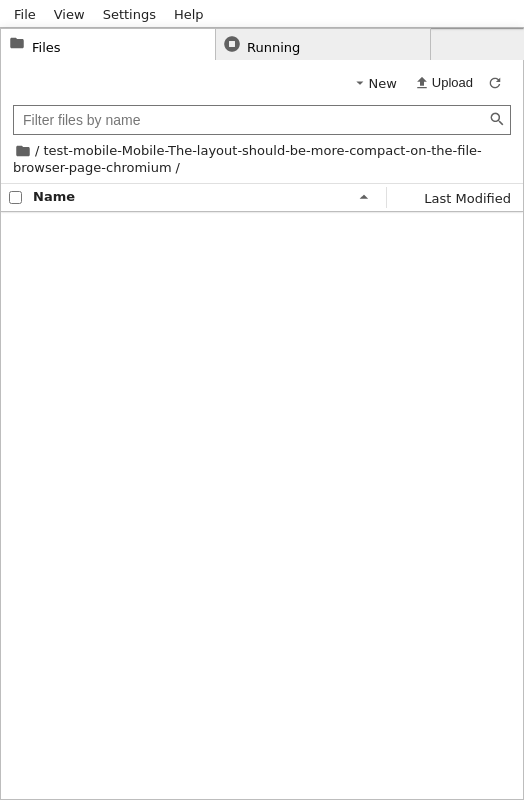 File View Settings Help
Files Running
New Upload
Filter files by name
/ test-mobile-Mobile-The-layout-should-be-more-compact-on-the-file-
browser-page-chromium /
Name Last Modified